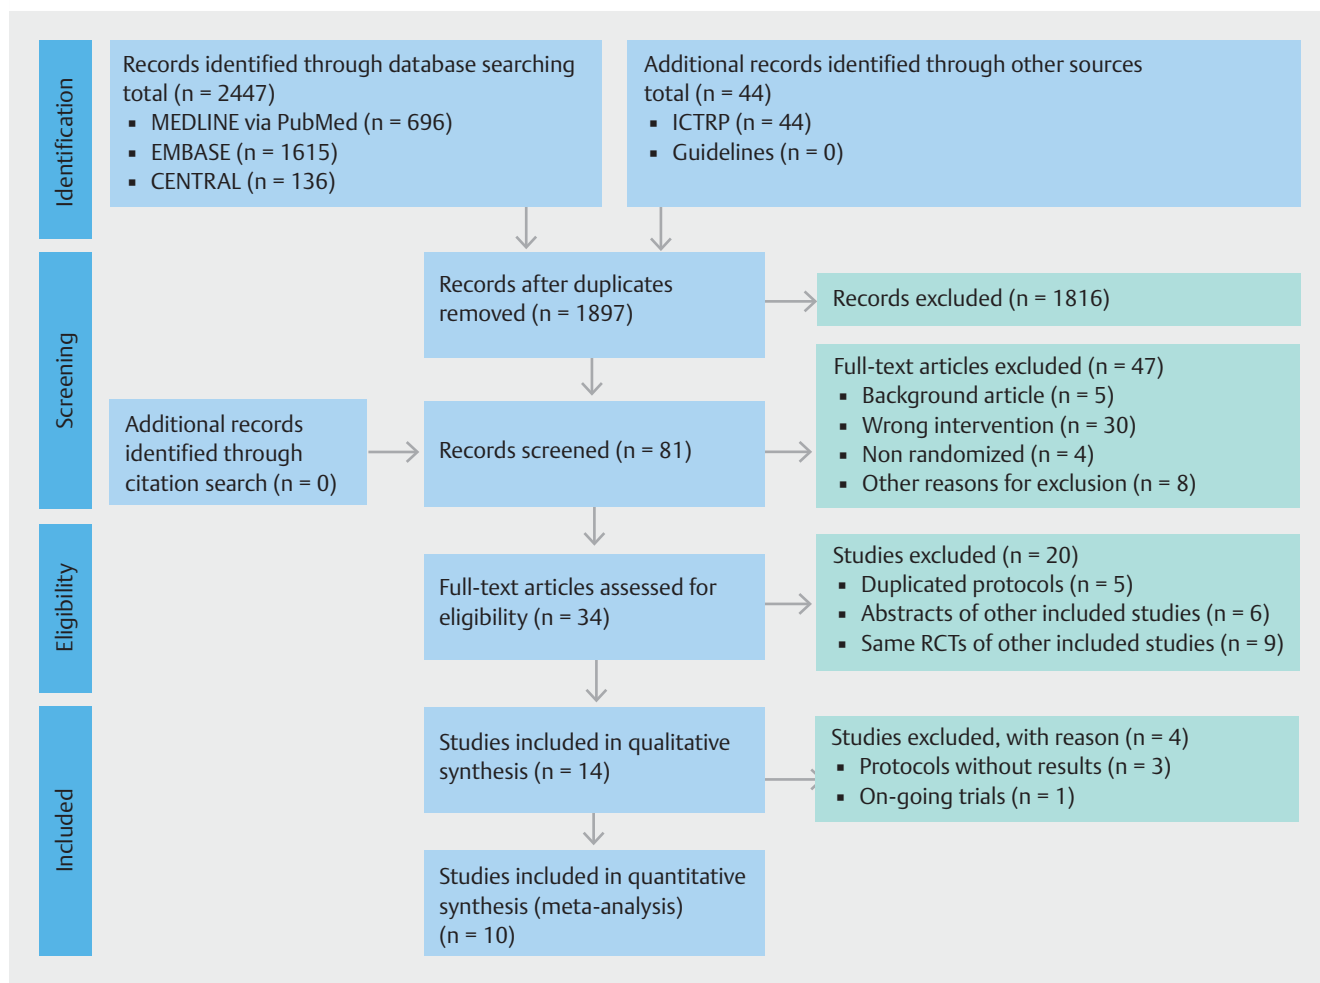 Identification
Records identified through database searching
total (n = 2447)
▪ MEDLINE via PubMed (n = 696)
▪ EMBASE (n = 1615)
▪ CENTRAL (n = 136)
Additional records identified through other sources
total (n = 44)
▪ ICTRP (n = 44)
▪ Guidelines (n = 0)
Screening
Records after duplicates
removed (n = 1897)
Records excluded (n = 1816)
Additional records
identified through
citation search (n = 0)
Records screened (n = 81)
Full-text articles excluded (n = 47)
▪ Background article (n = 5)
▪ Wrong intervention (n = 30)
▪ Non randomized (n = 4)
▪ Other reasons for exclusion (n = 8)
Eligibility
Full-text articles assessed for
eligibility (n = 34)
Studies excluded (n = 20)
▪ Duplicated protocols (n = 5)
▪ Abstracts of other included studies (n = 6)
▪ Same RCTs of other included studies (n = 9)
Included
Studies included in qualitative
synthesis (n = 14)
Studies excluded, with reason (n = 4)
▪ Protocols without results (n = 3)
▪ On-going trials (n = 1)
Studies included in quantitative
synthesis (meta-analysis)
(n = 10)